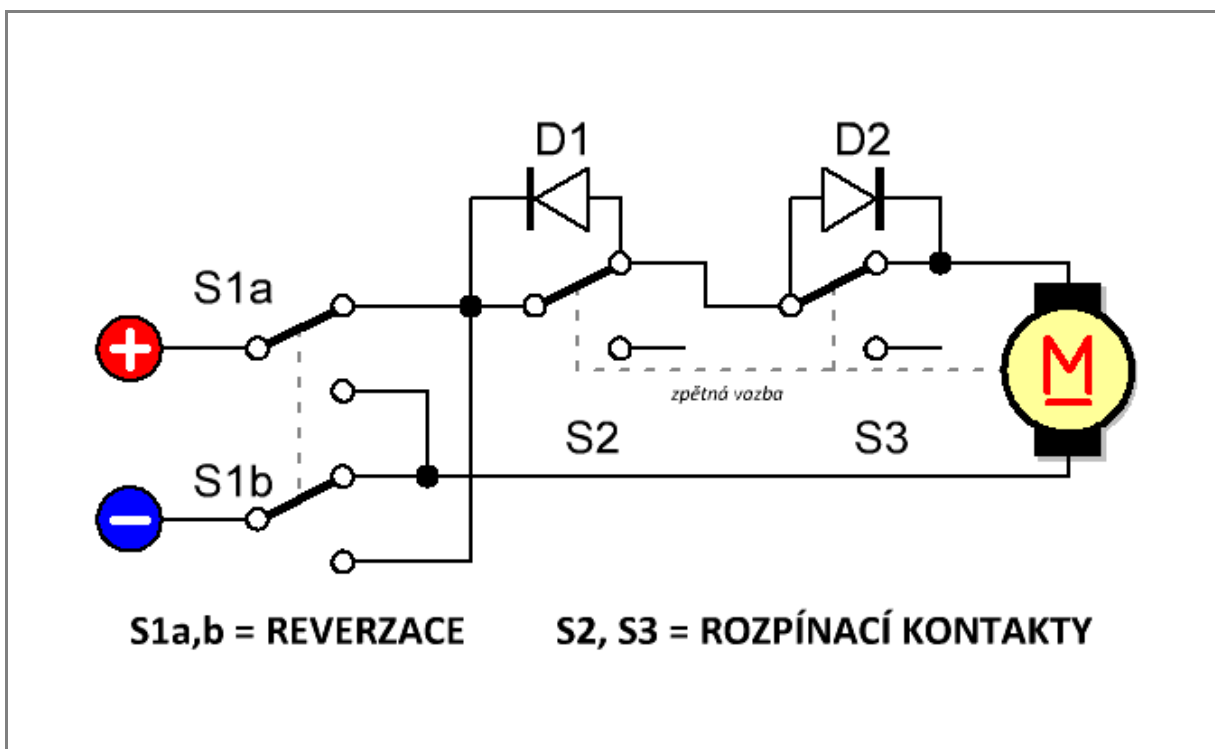 D1 D2
S1a
+
M
zpětná vazba
S2 S3
S1b
−
S1a,b = REVERZACE S2, S3 = ROZPÍNACÍ KONTAKTY